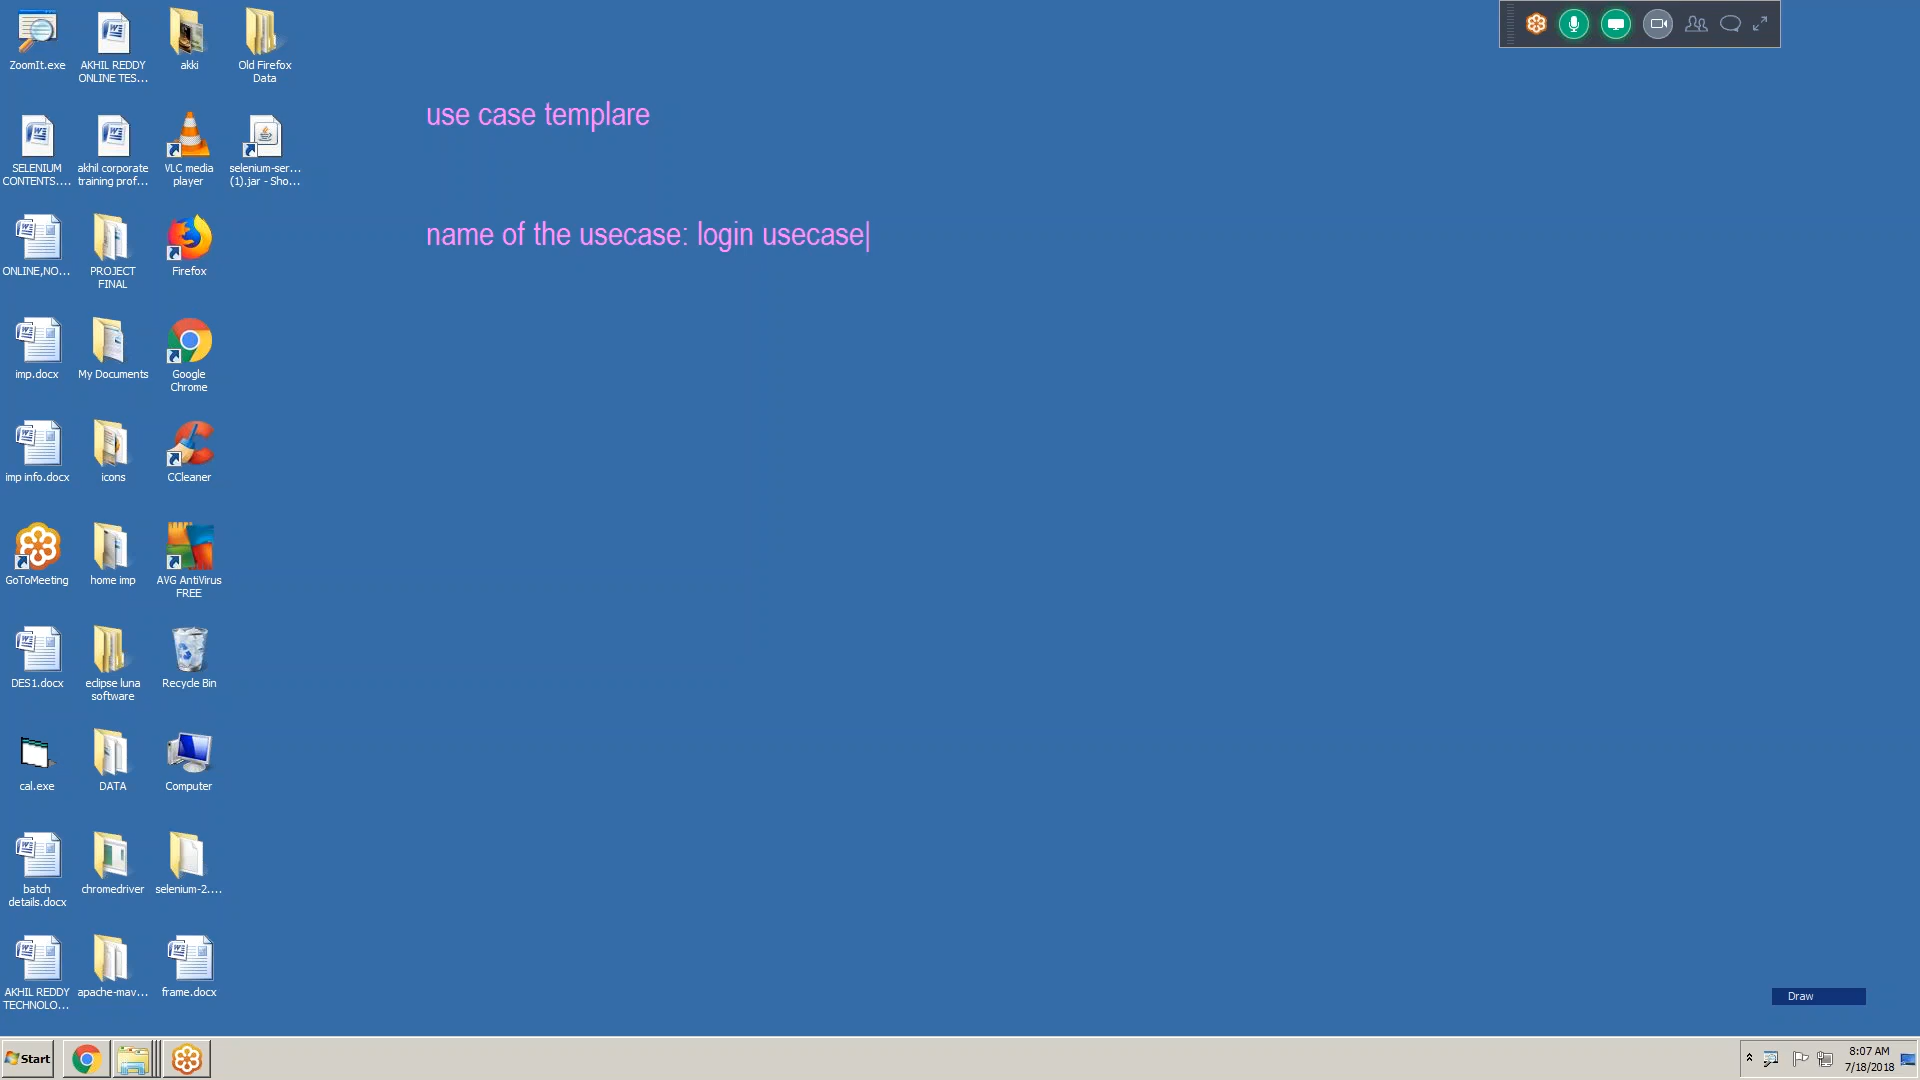 ZoomIt.exe
AKHIL REDDY
ONLINE TES...
akki
Old Firefox
Data
use case templare
SELENIUM
CONTENTS....
akhil corporate
training prof...
VLC media
player
selenium-ser...
(1).jar - Sho...
name of the usecase: login usecase
ONLINE,NO...
PROJECT
FINAL
Firefox
imp.docx
My Documents
Google
Chrome
imp info.docx
icons
CCleaner
GoToMeeting
home imp
AVG AntiVirus
FREE
DES1.docx
eclipse luna
software
Recycle Bin
cal.exe
DATA
Computer
batch
details.docx
chromedriver
selenium-2....
AKHIL REDDY
TECHNOLO...
apache-mav...
frame.docx
Draw
Start
8:07 AM
7/18/2018